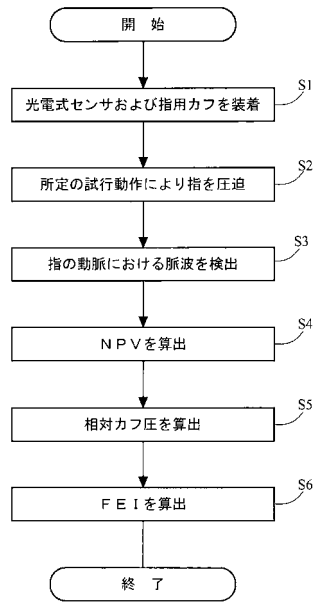 開 始
S1
光電式センサおよび指用カフを装着
S2
所定の試行動作により指を圧迫
S3
指の動脈における脈波を検出
S4
NPVを算出
S5
相対カフ圧を算出
S6
FEIを算出
終 了